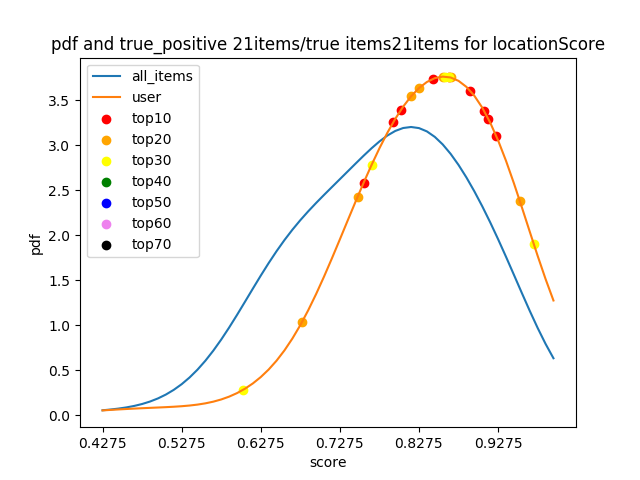 pdf and true_positive 21items/true items21items for locationScore
all_items
user
top10
top20
top30
top40
top50
top60
top70
pdf
3.5
3.0
2.5
2.0
1.5
1.0
0.5
0.0
0.4275 0.5275 0.6275 0.7275 0.8275 0.9275
score